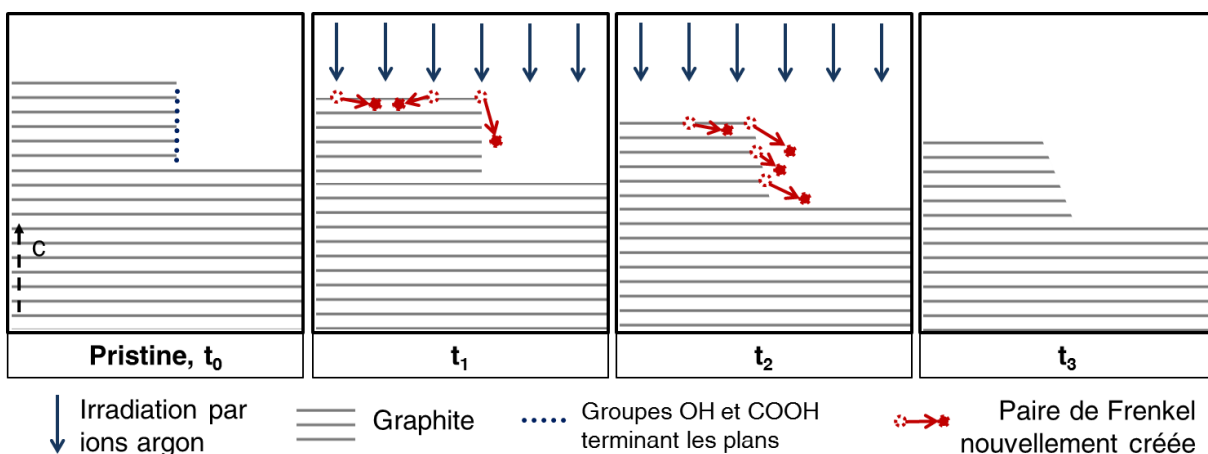 C
Pristine, t0
t1
t2
t3
Irradiation par
ions argon
Graphite
Groupes OH et COOH
terminant les plans
Paire de Frenkel
nouvellement créée